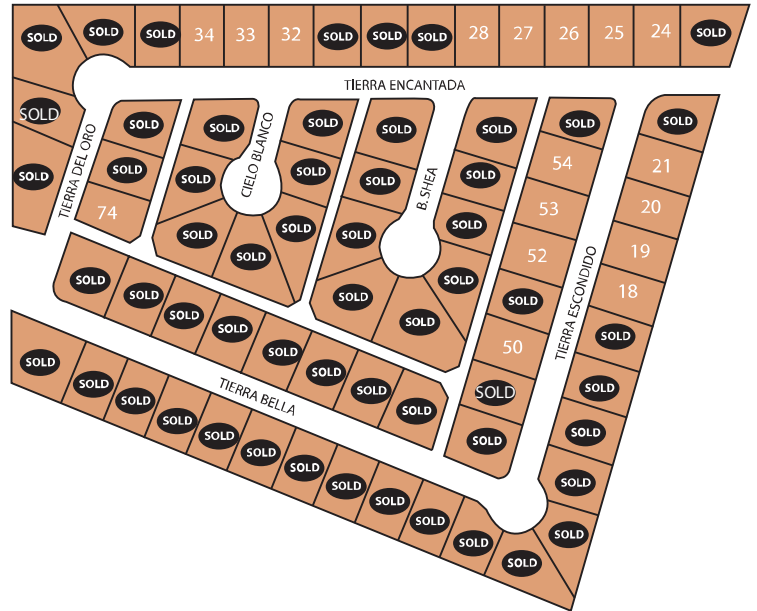 SOLD SOLD SOLD 34 33 32 SOLD SOLD SOLD 28 27 26 25 24 SOLD
TIERRA ENCANTADA
SOLD
SOLD
TIERRA DEL ORO
SOLD
SOLD
74
SOLD
SOLD
SOLD
SOLD
SOLD
SOLD
SOLD
CIELO BLANCO
SOLD
SOLD
SOLD
SOLD
SOLD
SOLD
SOLD
SOLD
SOLD
B. SHEA
SOLD
54
53
52
SOLD
50
SOLD
SOLD
TIERRA ESCONDIDO
SOLD
21
20
19
18
SOLD
SOLD
SOLD
SOLD
SOLD
SOLD SOLD SOLD SOLD SOLD SOLD SOLD SOLD
TIERRA BELLA
SOLD SOLD SOLD SOLD SOLD SOLD SOLD SOLD SOLD SOLD SOLD SOLD